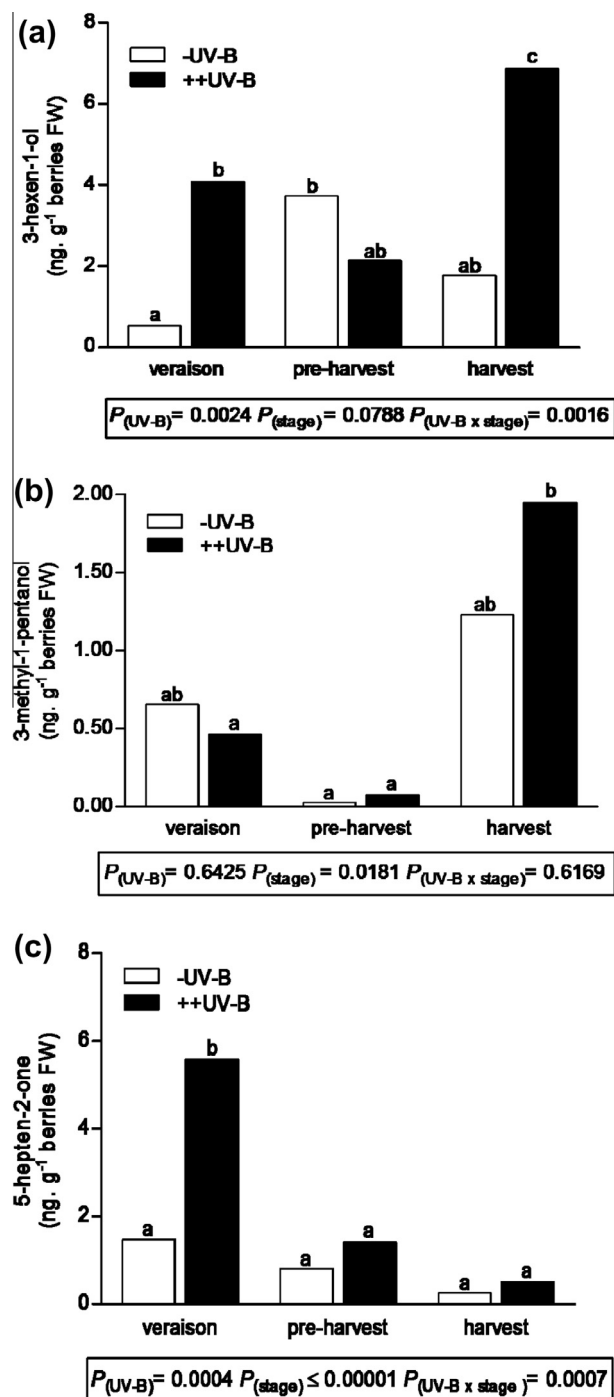 (a)
8
-UV-B
++UV-B
c
6
3-hexen-1-ol
(ng. g⁻¹ berries FW)
b
b
4
ab
ab
2
a
0
veraison pre-harvest harvest
P(UV-B)= 0.0024 P(stage)= 0.0788 P(UV-B x stage)= 0.0016
(b)
2.00
-UV-B
++UV-B
b
1.50
3-methyl-1-pentanol
(ng. g⁻¹ berries FW)
ab
1.00
ab
a
0.50
a a
0.00
veraison pre-harvest harvest
P(UV-B)= 0.6425 P(stage)= 0.0181 P(UV-B x stage)= 0.6169
(c)
8
-UV-B
++UV-B
6
b
5-hepten-2-one
(ng. g⁻¹ berries FW)
4
2
a a a a a
0
veraison pre-harvest harvest
P(UV-B)= 0.0004 P(stage) ≤ 0.00001 P(UV-B x stage )= 0.0007